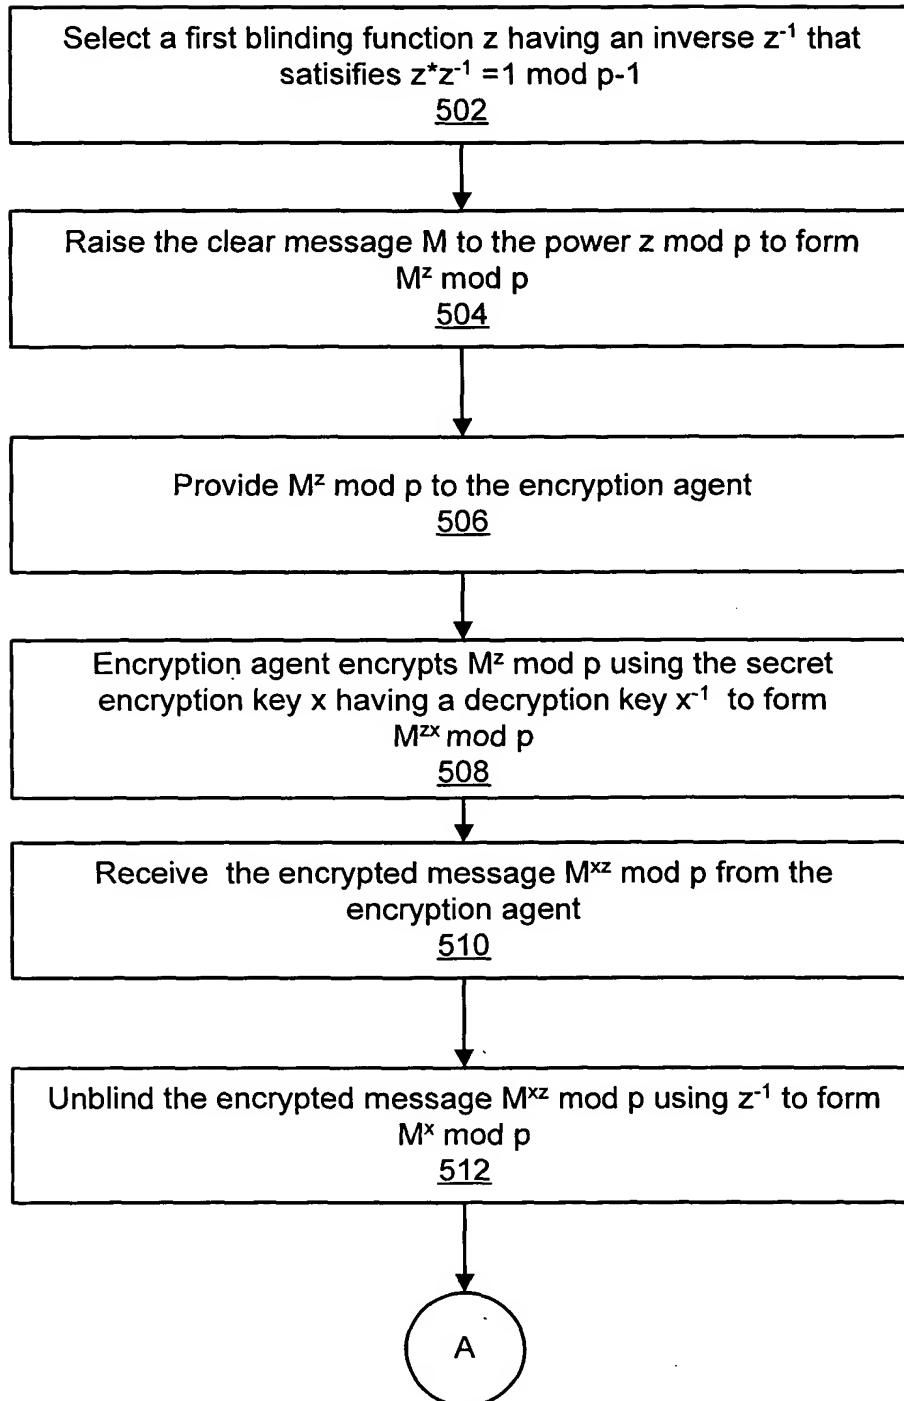 Select a first blinding function z having an inverse z⁻¹ that
satisifies z*z⁻¹ =1 mod p-1
502
Raise the clear message M to the power z mod p to form
Mᶻ mod p
504
Provide Mᶻ mod p to the encryption agent
506
Encryption agent encrypts Mᶻ mod p using the secret
encryption key x having a decryption key x⁻¹ to form
Mᶻˣ mod p
508
Receive the encrypted message Mˣᶻ mod p from the
encryption agent
510
Unblind the encrypted message Mˣᶻ mod p using z⁻¹ to form
Mˣ mod p
512
A